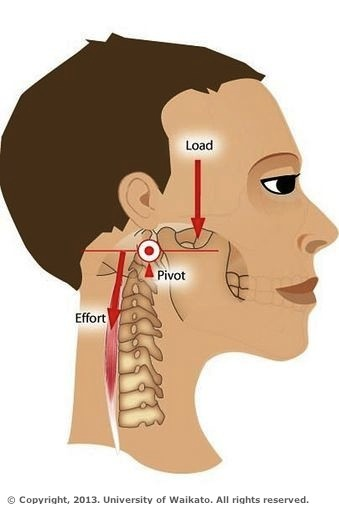 Load
Pivot
Effort
© Copyright, 2013. University of Waikato. All rights reserved.